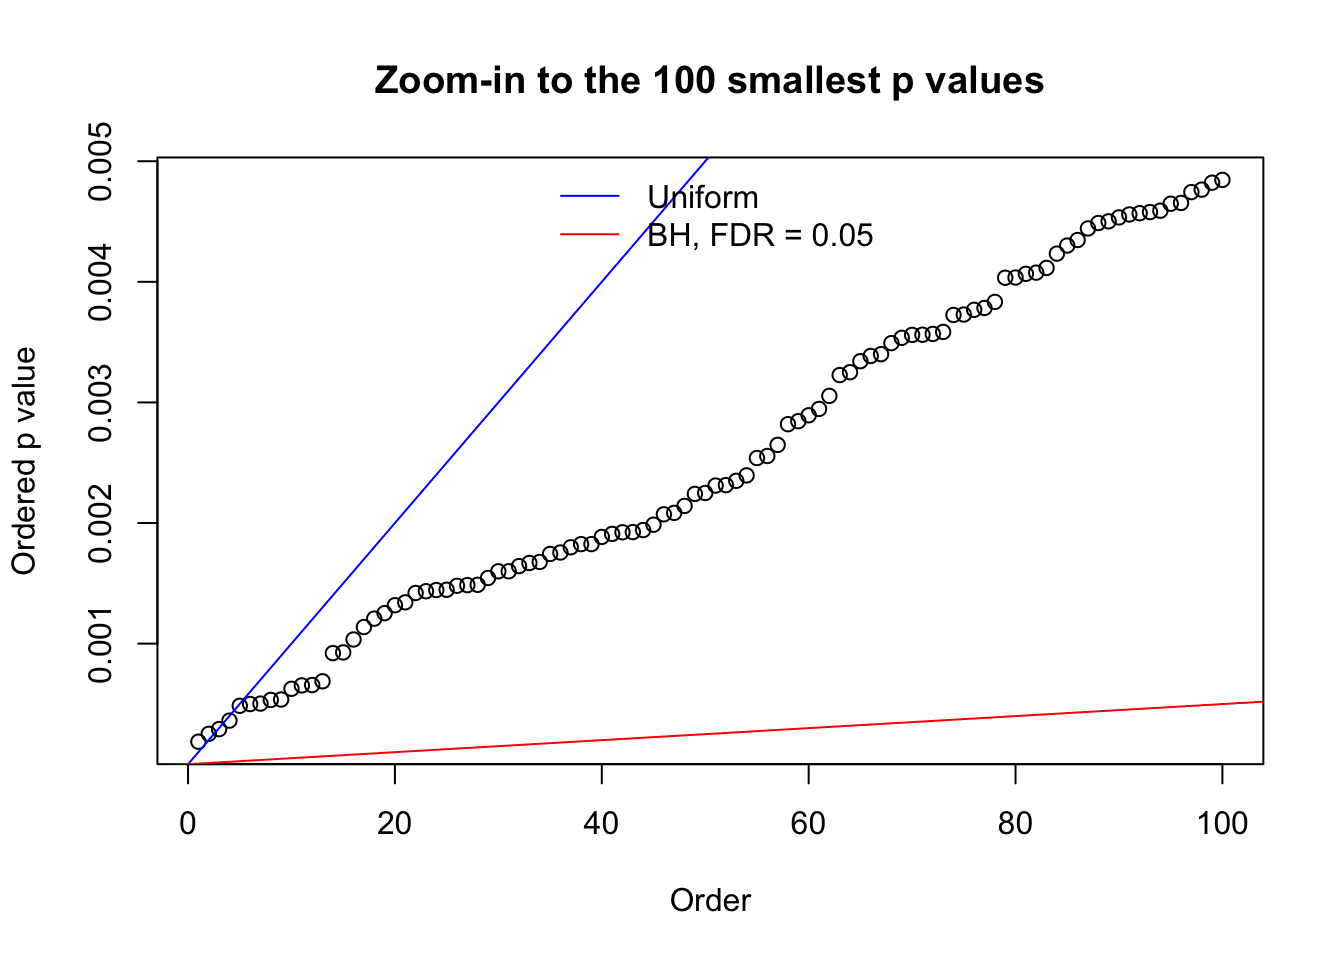 Zoom-in to the 100 smallest p values
Uniform
BH, FDR = 0.05
Ordered p value
0.005
0.004
0.003
0.002
0.001
0 20 40 60 80 100
Order